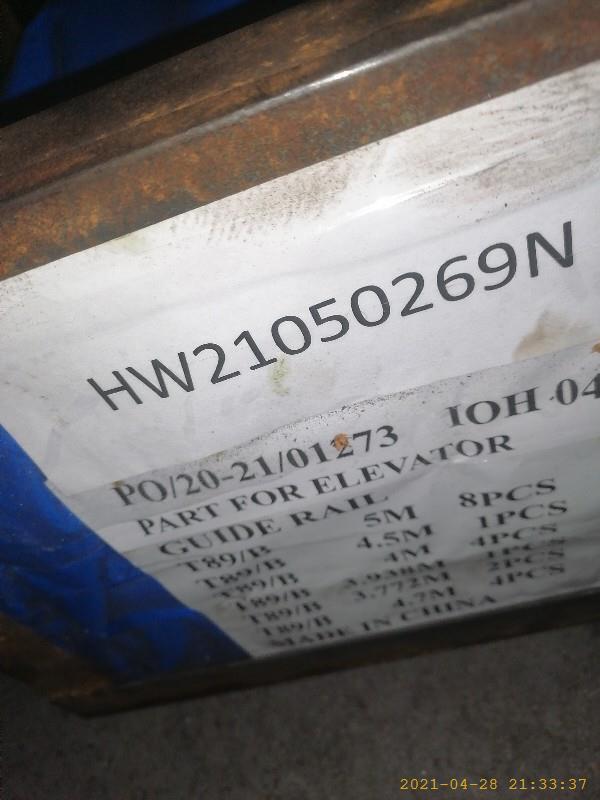 HW21050269N
PO/20-21/01273 IOH 04
PART FOR ELEVATOR
GUIDE RAIL
T89/B 5M 8PCS
T89/B 4.5M 1PCS
T89/B 4M 4PCS
T89/B 3.938M 1PCS
T89/B 3.772M 2PCS
T89/B 4.7M 4PCS
MADE IN CHINA
2021-04-28 21:33:37